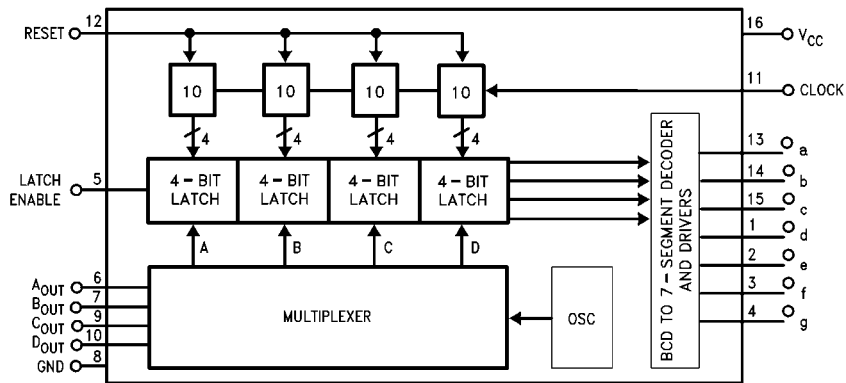 12
RESET
16
VCC
10
10
10
10
11
CLOCK
4
4
4
4
LATCH
ENABLE
5
4-BIT
LATCH
4-BIT
LATCH
4-BIT
LATCH
4-BIT
LATCH
A
B
C
D
BCD TO 7-SEGMENT DECODER
AND DRIVERS
13
a
14
b
15
c
1
d
2
e
3
f
4
g
AOUT
6
BOUT
7
COUT
9
DOUT
10
GND
8
MULTIPLEXER
OSC